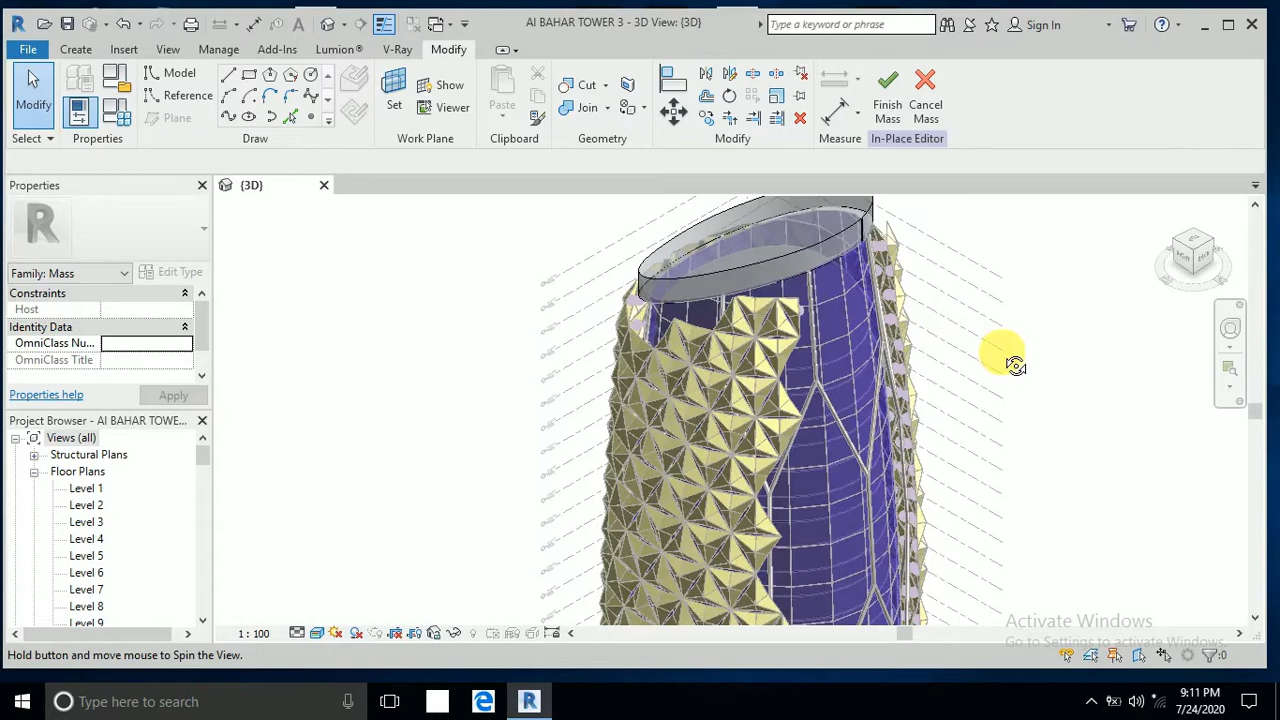 AI BAHAR TOWER 3 - 3D View: {3D}
Type a keyword or phrase
Sign In
File
Create
Insert
View
Manage
Add-Ins
Lumion®
V-Ray
Modify
Modify
Model
Reference
Plane
Set
Show
Viewer
Paste
Cut
Join
Finish
Mass
Cancel
Mass
Select
Properties
Draw
Work Plane
Clipboard
Geometry
Modify
Measure
In-Place Editor
Properties
{3D}
Family: Mass
Edit Type
Constraints
Host
Identity Data
OmniClass Nu...
OmniClass Title
Properties help
Apply
Project Browser - AI BAHAR TOWE...
Views (all)
Structural Plans
Floor Plans
Level 1
Level 2
Level 3
Level 4
Level 5
Level 6
Level 7
Level 8
Level 9
1 : 100
Activate Windows
Go to Settings to activate Windows.
Hold button and move mouse to Spin the View.
:0
Type here to search
9:11 PM
7/24/2020